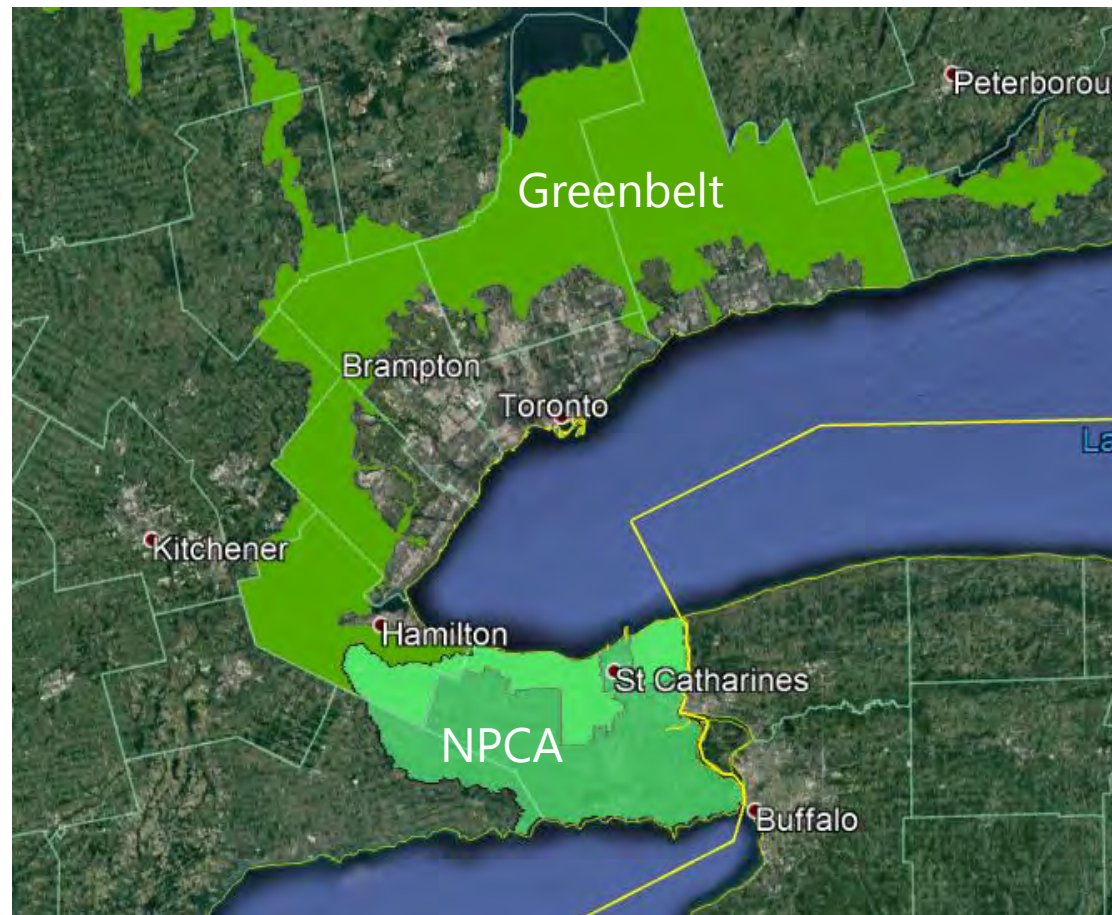 Peterborou
Greenbelt
Brampton
Toronto
La
Kitchener
Hamilton
St Catharines
NPCA
Buffalo